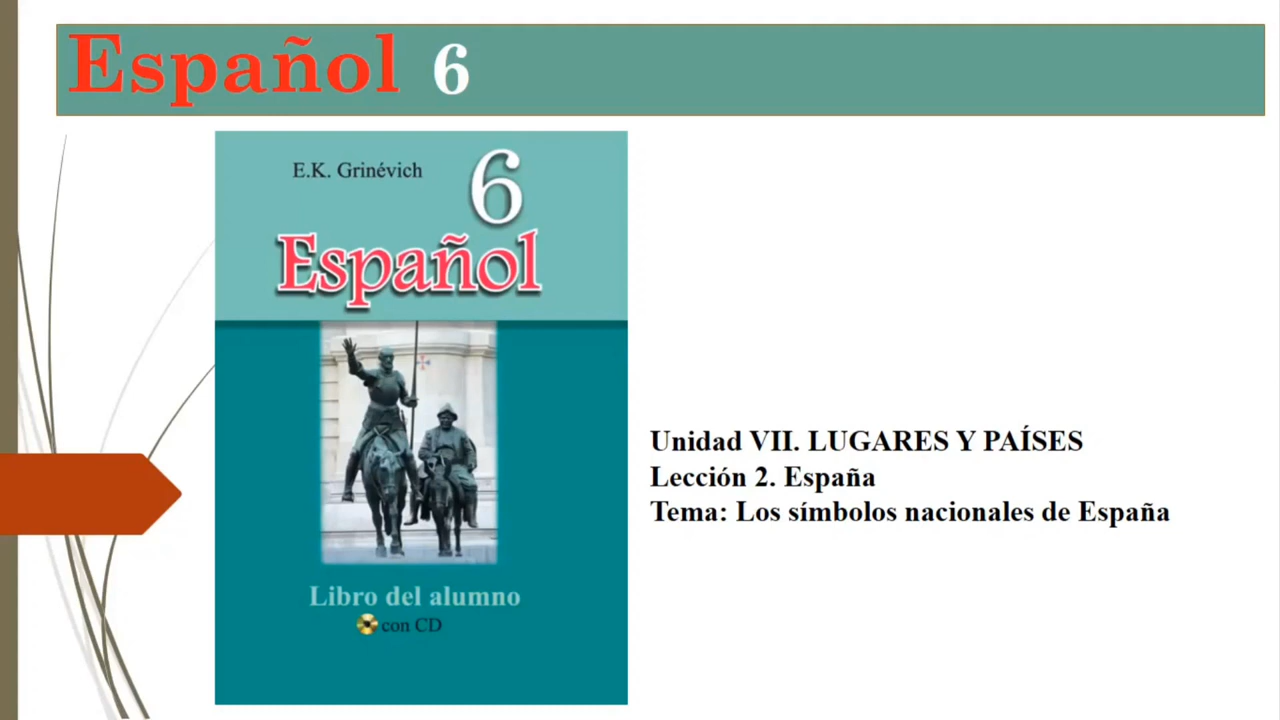 Español 6
E.K. Grinévich
6
Español
Libro del alumno
con CD
Unidad VII. LUGARES Y PAÍSES
Lección 2. España
Tema: Los símbolos nacionales de España